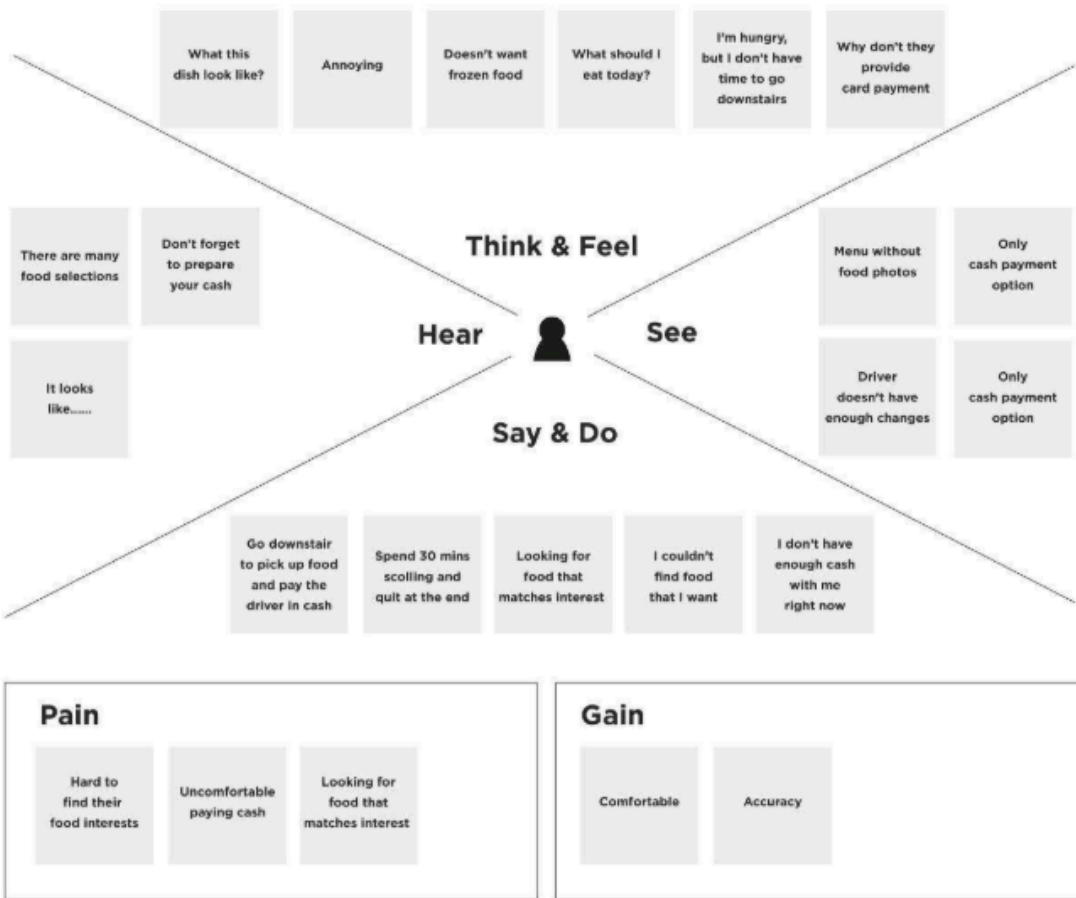 What this
dish look like?
Annoying
Doesn't want
frozen food
What should I
eat today?
I'm hungry,
but I don't have
time to go
downstairs
Why don't they
provide
card payment
Think & Feel
There are many
food selections
Don't forget
to prepare
your cash
It looks
like......
Hear
See
Menu without
food photos
Only
cash payment
option
Driver
doesn't have
enough changes
Only
cash payment
option
Say & Do
Go downstair
to pick up food
and pay the
driver in cash
Spend 30 mins
scolling and
quit at the end
Looking for
food that
matches interest
I couldn't
find food
that I want
I don't have
enough cash
with me
right now
Pain
Hard to
find their
food interests
Uncomfortable
paying cash
Looking for
food that
matches interest
Gain
Comfortable
Accuracy